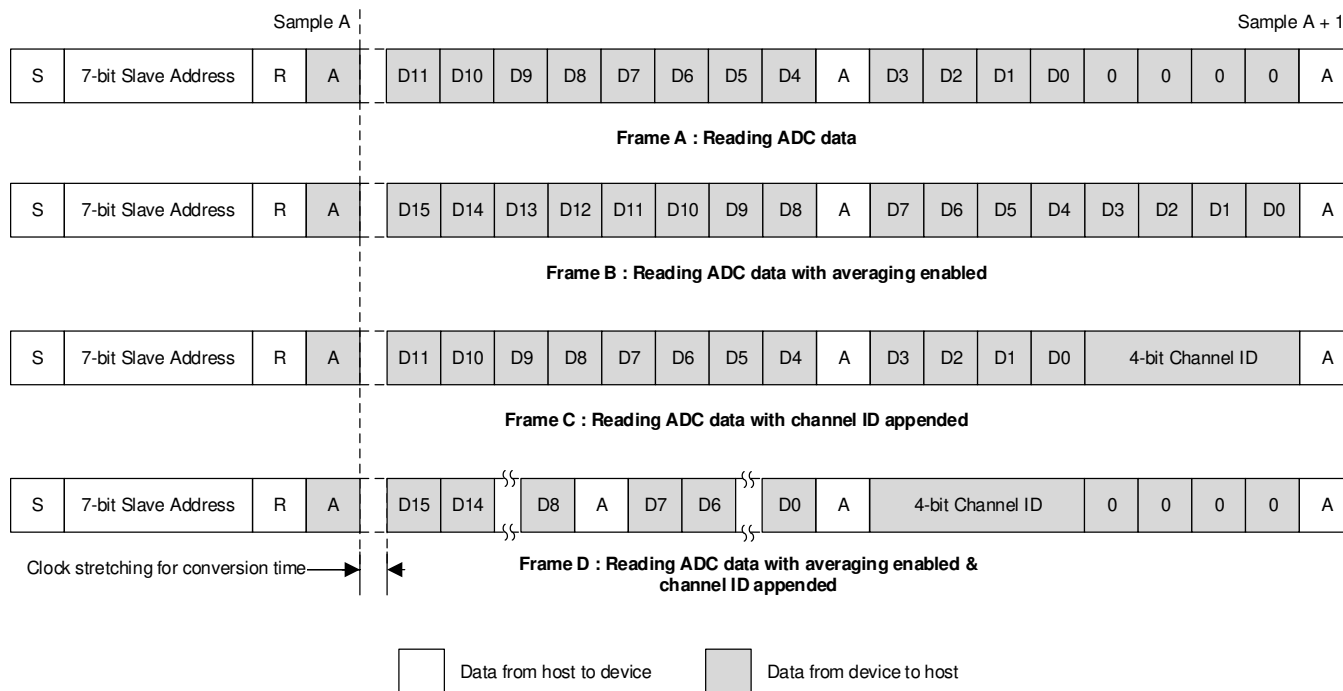 Sample A Sample A + 1
S 7-bit Slave Address R A D11 D10 D9 D8 D7 D6 D5 D4 A D3 D2 D1 D0 0 0 0 0 A
Frame A : Reading ADC data
S 7-bit Slave Address R A D15 D14 D13 D12 D11 D10 D9 D8 A D7 D6 D5 D4 D3 D2 D1 D0 A
Frame B : Reading ADC data with averaging enabled
S 7-bit Slave Address R A D11 D10 D9 D8 D7 D6 D5 D4 A D3 D2 D1 D0 4-bit Channel ID A
Frame C : Reading ADC data with channel ID appended
S 7-bit Slave Address R A D15 D14 D8 A D7 D6 D0 A 4-bit Channel ID 0 0 0 0 A
Clock stretching for conversion time
Frame D : Reading ADC data with averaging enabled &
channel ID appended
Data from host to device Data from device to host